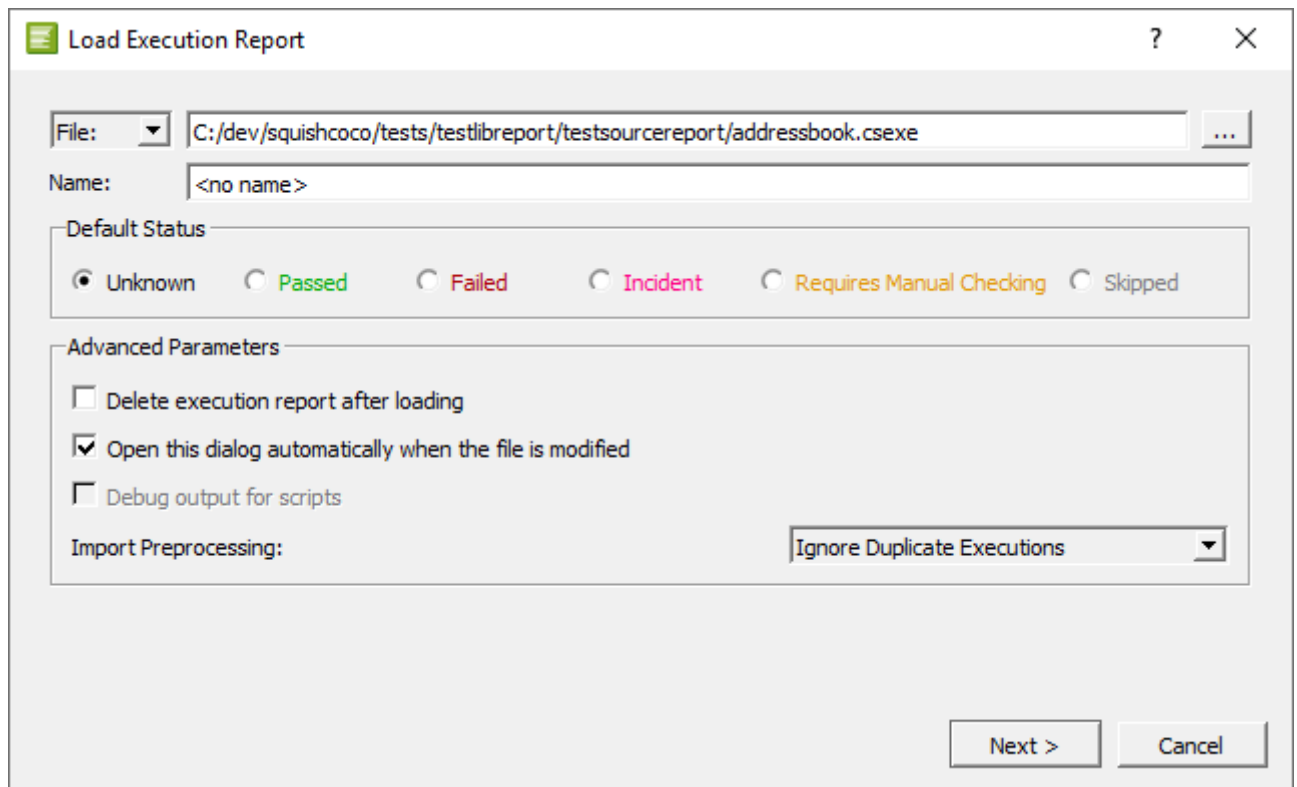 Load Execution Report ?
File: C:/dev/squishcoco/tests/testlibreport/testsourcereport/addressbook.csexe ...
Name: <no name>
Default Status
Unknown Passed Failed Incident Requires Manual Checking Skipped
Advanced Parameters
Delete execution report after loading
Open this dialog automatically when the file is modified
Debug output for scripts
Import Preprocessing: Ignore Duplicate Executions
Next > Cancel